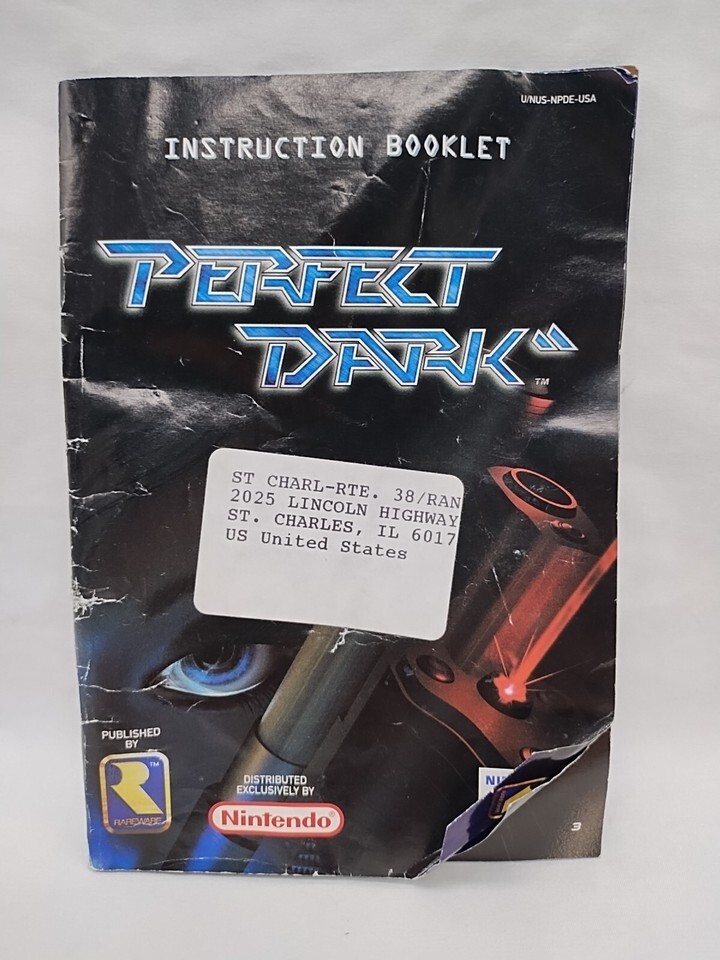 U/NUS-NPDE-USA
INSTRUCTION BOOKLET
PERFECT
DARK
TM
ST CHARL-RTE. 38/RAN
2025 LINCOLN HIGHWAY
ST. CHARLES, IL 6017
US United States
PUBLISHED
BY
TM
R
RAREWARE
DISTRIBUTED
EXCLUSIVELY BY
Nintendo®
3